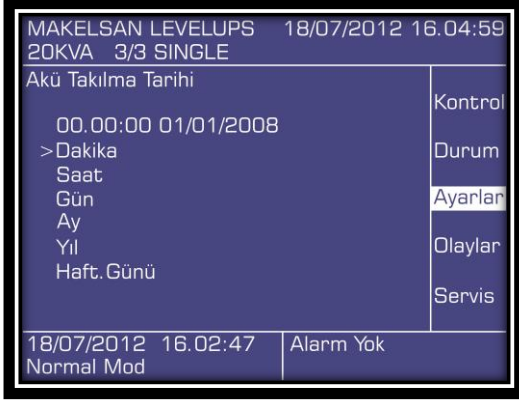 MAKELSAN LEVELUPS 18/07/2012 16.04:59
20KVA 3/3 SINGLE
Akü Takılma Tarihi
00.00:00 01/01/2008
>Dakika
Saat
Gün
Ay
Yıl
Haft.Günü
Kontrol
Durum
Ayarlar
Olaylar
Servis
18/07/2012 16.02:47
Normal Mod
Alarm Yok